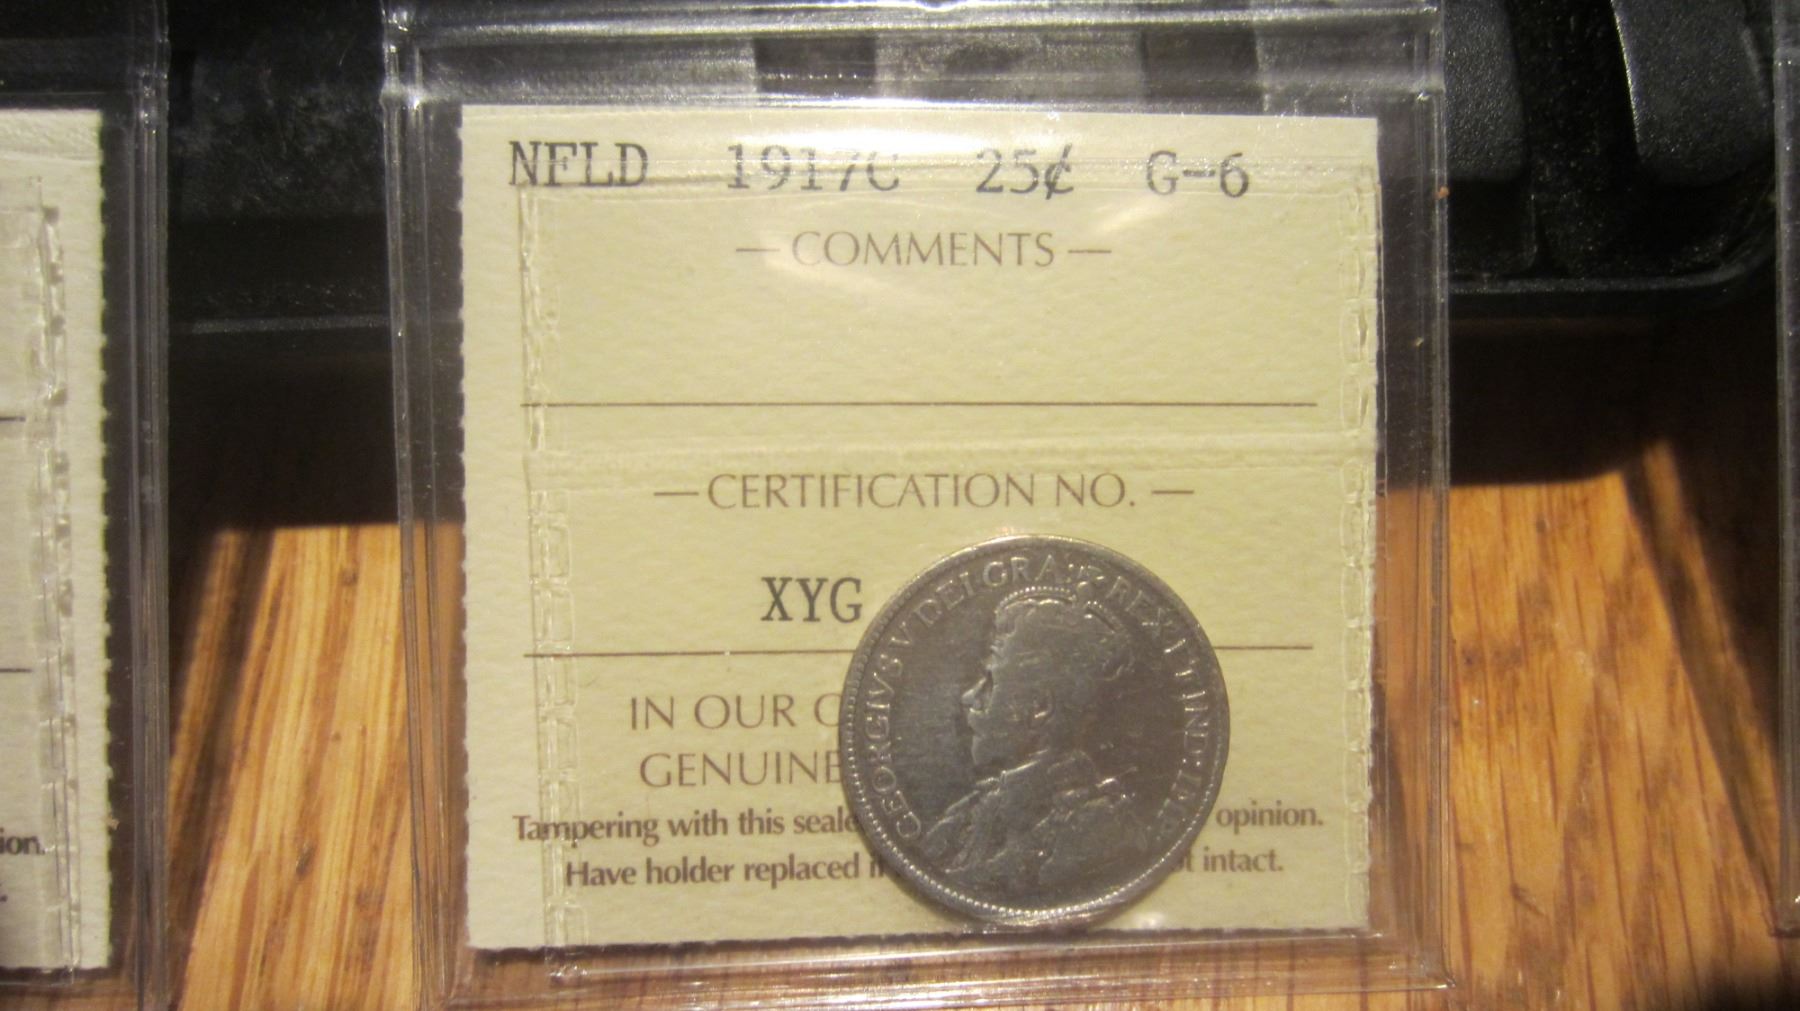 NFLD 1917C 25¢ G-6
— COMMENTS —
— CERTIFICATION NO. —
XYG
IN OUR
GENUINE
Tampering with this seale opinion.
Have holder replaced intact.
GEORGIVS V DEI GRA: REX ET IND:
ion.